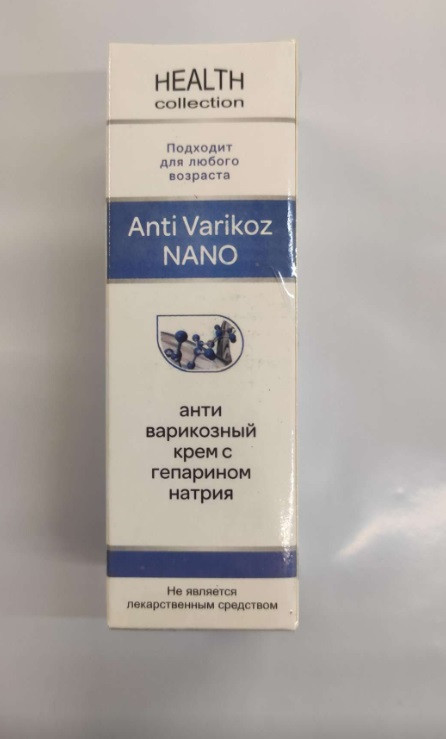 HEALTH
collection
Подходит
для любого
возраста
Anti Varikoz
NANO
анти
варикозный
крем с
гепарином
натрия
Не является
лекарственным средством